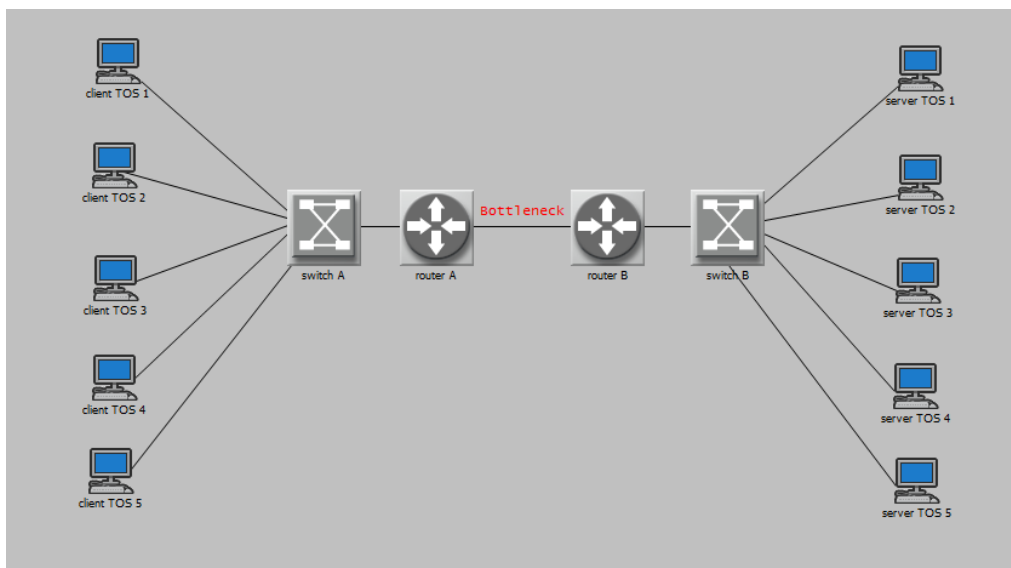 client TOS 1
client TOS 2
client TOS 3
client TOS 4
client TOS 5
switch A
router A
Bottleneck
router B
switch B
server TOS 1
server TOS 2
server TOS 3
server TOS 4
server TOS 5